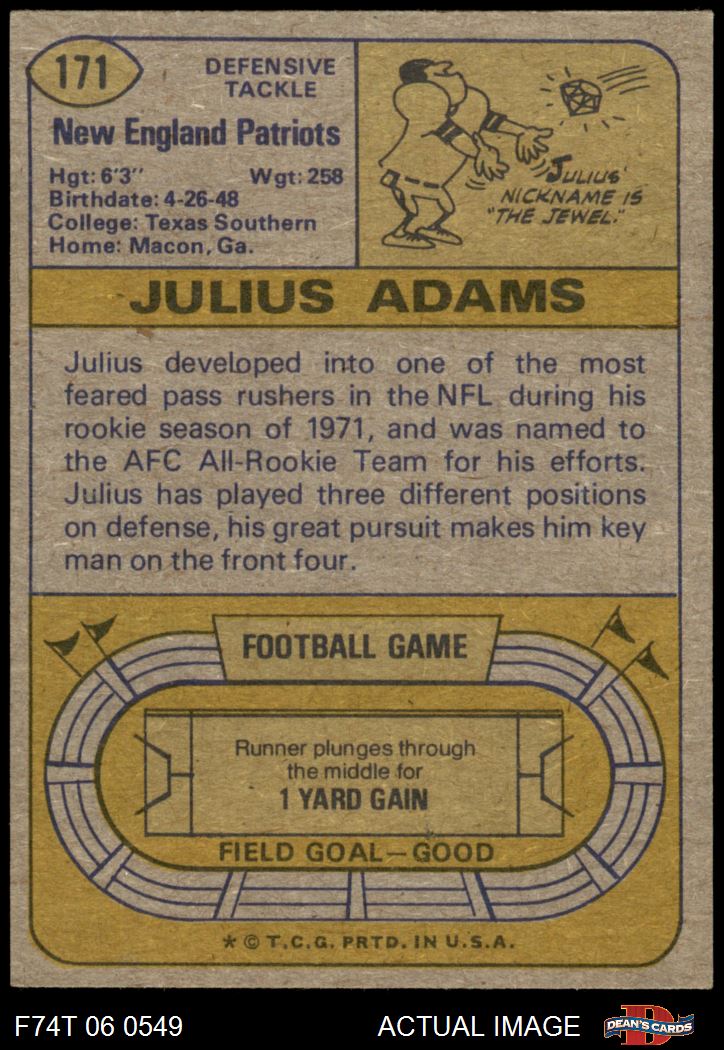 171
DEFENSIVE
TACKLE
New England Patriots
Hgt: 6'3" Wgt: 258
Birthdate: 4-26-48
College: Texas Southern
Home: Macon, Ga.
JULIUS'
NICKNAME IS
"THE JEWEL."
JULIUS ADAMS
Julius developed into one of the most
feared pass rushers in the NFL during his
rookie season of 1971, and was named to
the AFC All-Rookie Team for his efforts.
Julius has played three different positions
on defense, his great pursuit makes him key
man on the front four.
FOOTBALL GAME
Runner plunges through
the middle for
1 YARD GAIN
FIELD GOAL—GOOD
* © T.C.G. PRTD. IN U.S.A.
F74T 06 0549 ACTUAL IMAGE
D
DEAN'S CARDS